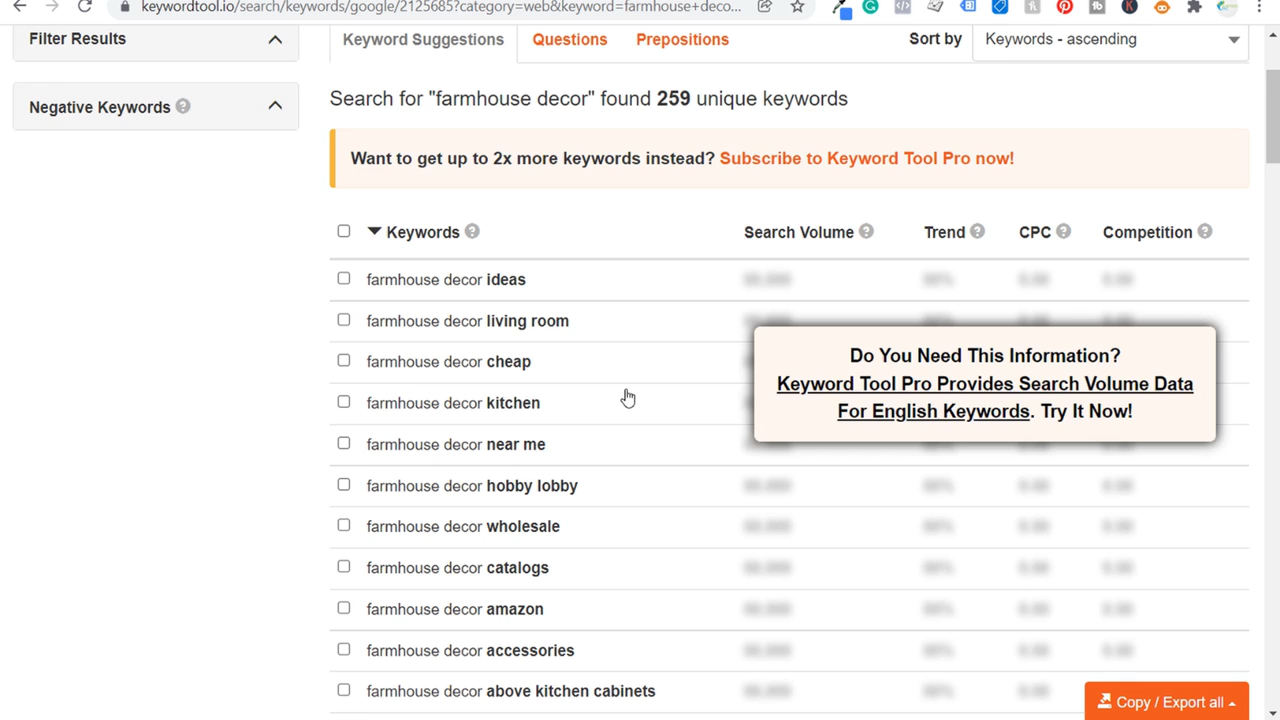 keywordtool.io/search/keywords/google/2125685?category=web&keyword=farmhouse+deco...
Filter Results
Keyword Suggestions
Questions
Prepositions
Sort by
Keywords - ascending
Negative Keywords
Search for "farmhouse decor" found 259 unique keywords
Want to get up to 2x more keywords instead? Subscribe to Keyword Tool Pro now!
Keywords
Search Volume
Trend
CPC
Competition
farmhouse decor ideas
farmhouse decor living room
farmhouse decor cheap
farmhouse decor kitchen
farmhouse decor near me
farmhouse decor hobby lobby
farmhouse decor wholesale
farmhouse decor catalogs
farmhouse decor amazon
farmhouse decor accessories
farmhouse decor above kitchen cabinets
Do You Need This Information?
Keyword Tool Pro Provides Search Volume Data
For English Keywords. Try It Now!
Copy / Export all